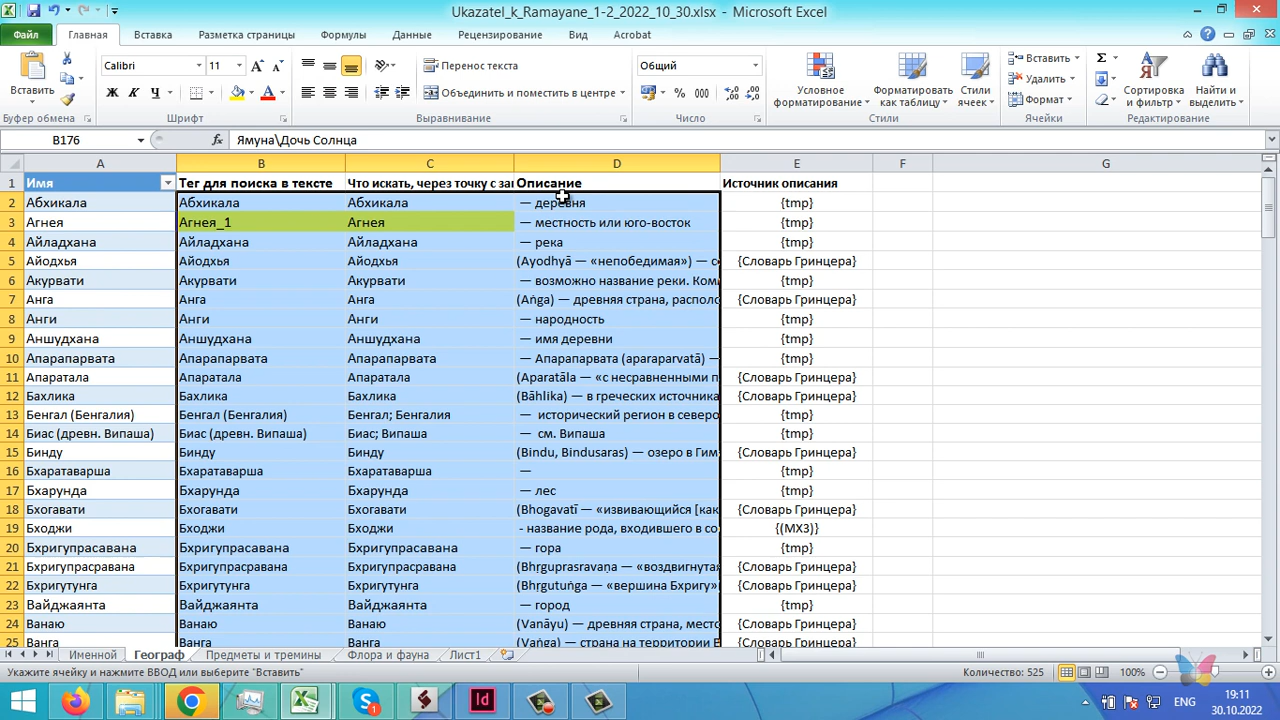 Ukazatel_k_Ramayane_1-2_2022_10_30.xlsx - Microsoft Excel
Файл Главная Вставка Разметка страницы Формулы Данные Рецензирование Вид Acrobat
Вставить
Calibri 11
Ж К Ч
Перенос текста
Объединить и поместить в центре
Общий
% 000
Условное форматирование
Форматировать как таблицу
Стили ячеек
Вставить
Удалить
Формат
Сортировка и фильтр
Найти и выделить
Буфер обмена Шрифт Выравнивание Число Стили Ячейки Редактирование
B176 fx Ямуна\Дочь Солнца
A B C D E F G
1 Имя Тег для поиска в тексте Что искать, через точку с за Описание Источник описания
2 Абхикала Абхикала Абхикала — деревня {tmp}
3 Агнея Агнея_1 Агнея — местность или юго-восток {tmp}
4 Айладхана Айладхана Айладхана — река {tmp}
5 Айодхья Айодхья Айодхья (Ayodhyā — «непобедимая») — с {Словарь Гринцера}
6 Акурвати Акурвати Акурвати — возможно название реки. Ком {tmp}
7 Анга Анга Анга (Aṅga) — древняя страна, располо {Словарь Гринцера}
8 Анги Анги Анги — народность {tmp}
9 Аншудхана Аншудхана Аншудхана — имя деревни {tmp}
10 Апарапарвата Апарапарвата Апарапарвата — Апарапарвата (aparaparvatā) — {tmp}
11 Апаратала Апаратала Апаратала (Aparatāla — «с несравненными п {Словарь Гринцера}
12 Бахлика Бахлика Бахлика (Bāhlika) — в греческих источника {Словарь Гринцера}
13 Бенгал (Бенгалия) Бенгал (Бенгалия) Бенгал; Бенгалия — исторический регион в северо {tmp}
14 Биас (древн. Випаша) Биас (древн. Випаша) Биас; Випаша — см. Випаша {tmp}
15 Бинду Бинду Бинду (Bindu, Bindusaras) — озеро в Гим {Словарь Гринцера}
16 Бхаратаварша Бхаратаварша Бхаратаварша — {tmp}
17 Бхарунда Бхарунда Бхарунда — лес {tmp}
18 Бхогавати Бхогавати Бхогавати (Bhogavatī — «извивающийся [как {Словарь Гринцера}
19 Бходжи Бходжи Бходжи - название рода, входившего в со {(МХ3)}
20 Бхригупрасавана Бхригупрасавана Бхригупрасавана — гора {tmp}
21 Бхригупрасравана Бхригупрасравана Бхригупрасравана (Bhrguprasravaṇa — «воздвигнутая {Словарь Гринцера}
22 Бхригутунга Бхригутунга Бхригутунга (Bhrgutuṅga — «вершина Бхригу») {Словарь Гринцера}
23 Вайджаянта Вайджаянта Вайджаянта — город {tmp}
24 Ванаю Ванаю Ванаю (Vanāyu) — древняя страна, место {Словарь Гринцера}
25 Ванга Ванга Ванга (Vaṅga) — страна на территории {Словарь Гринцера}
Именной Географ Предметы и тремины Флора и фауна Лист1
Укажите ячейку и нажмите ВВОД или выберите "Вставить" Количество: 525 100%
ENG 19:11
30.10.2022